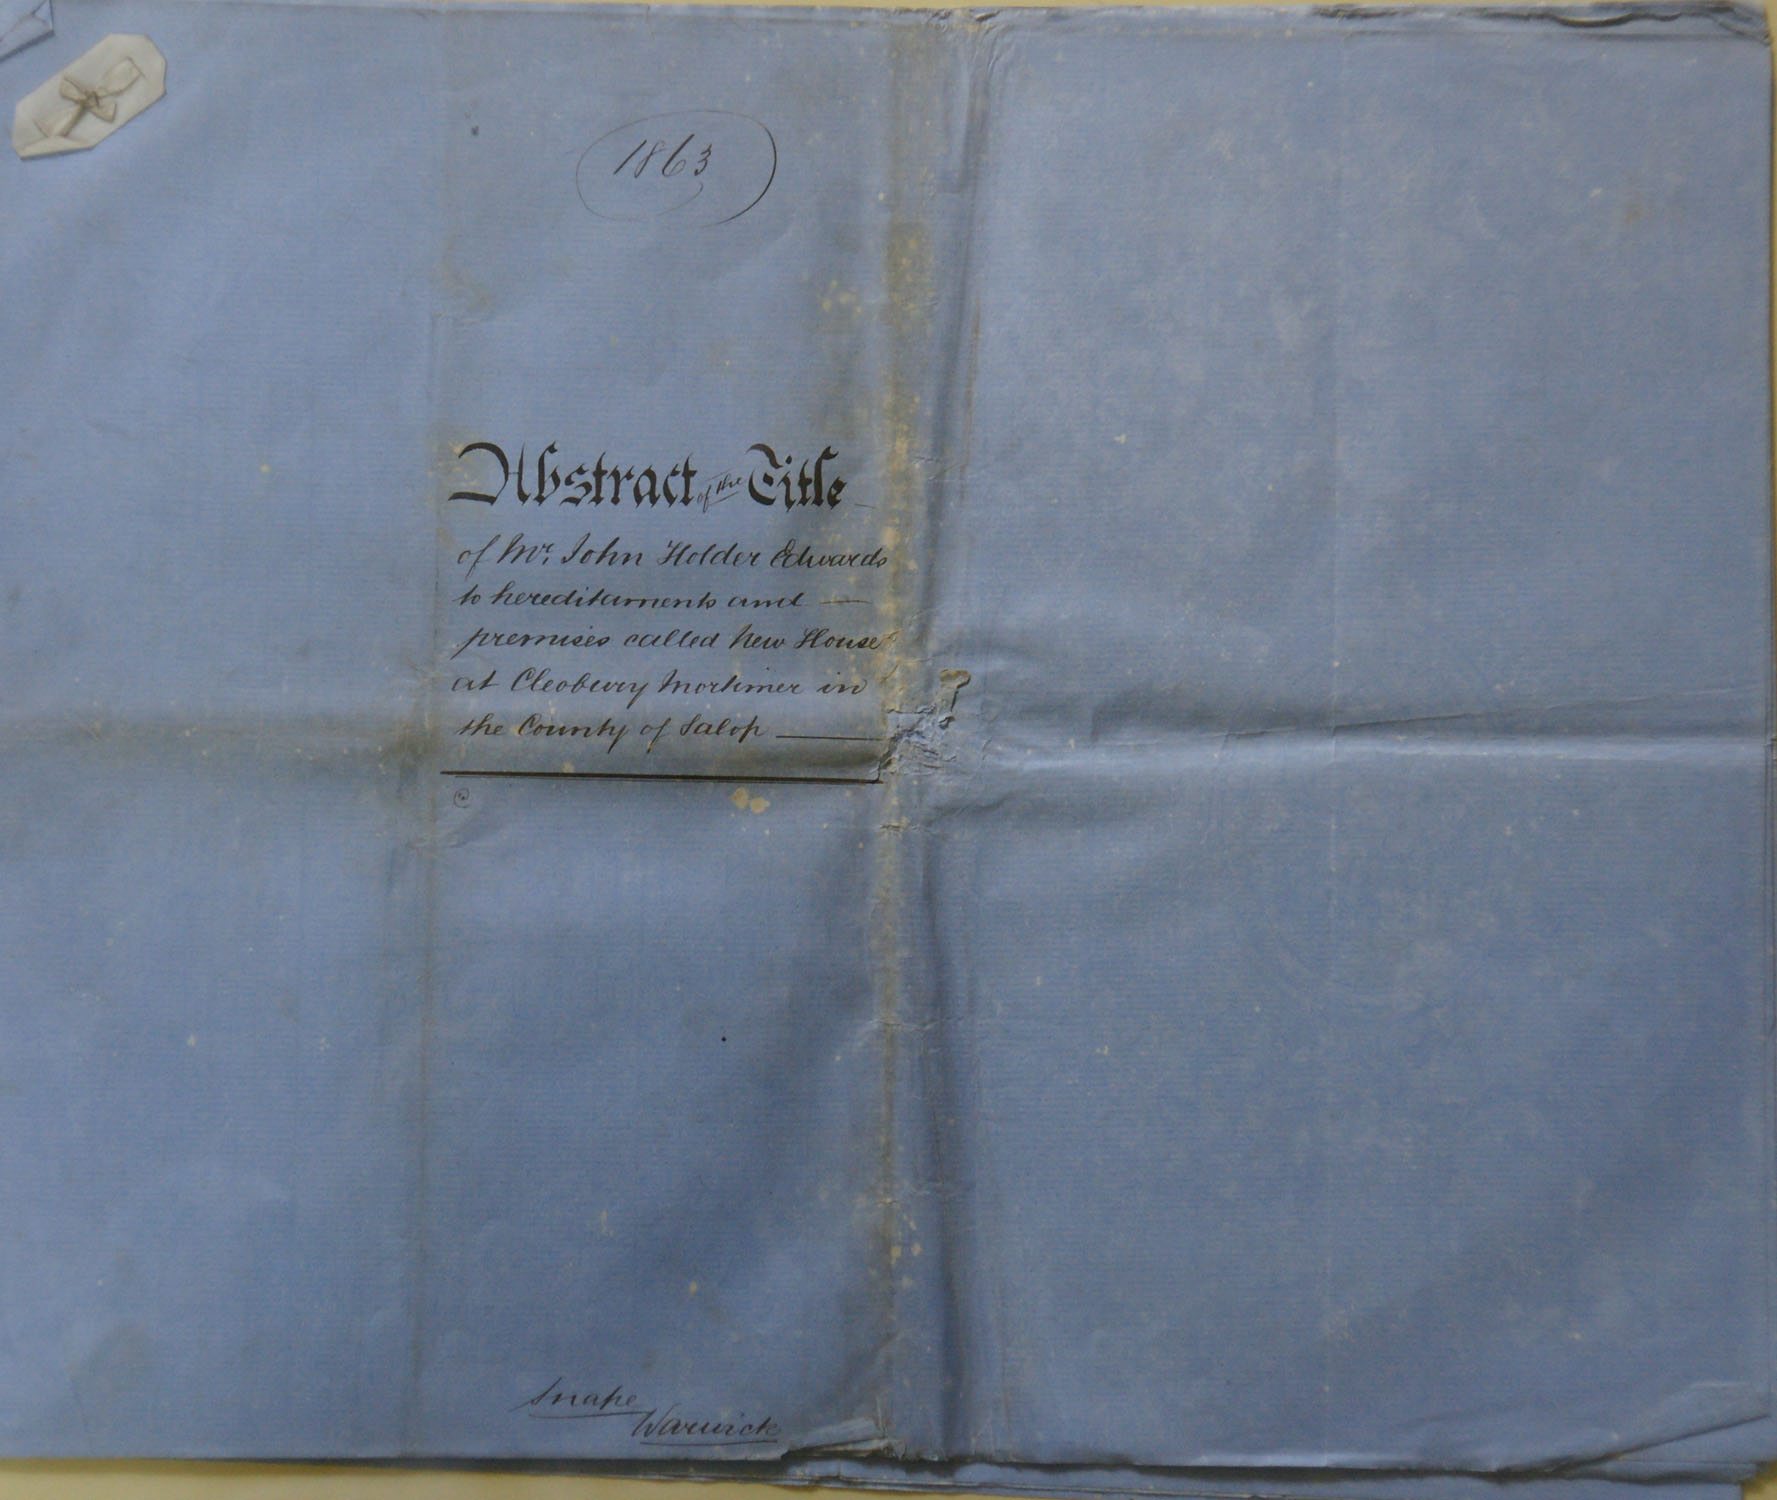 1863
Abstract of the Title
of Mr. John Holder Edwards
to hereditaments and
premises called New House
at Cleobury Mortimer in
the County of Salop
Snape
Warwick